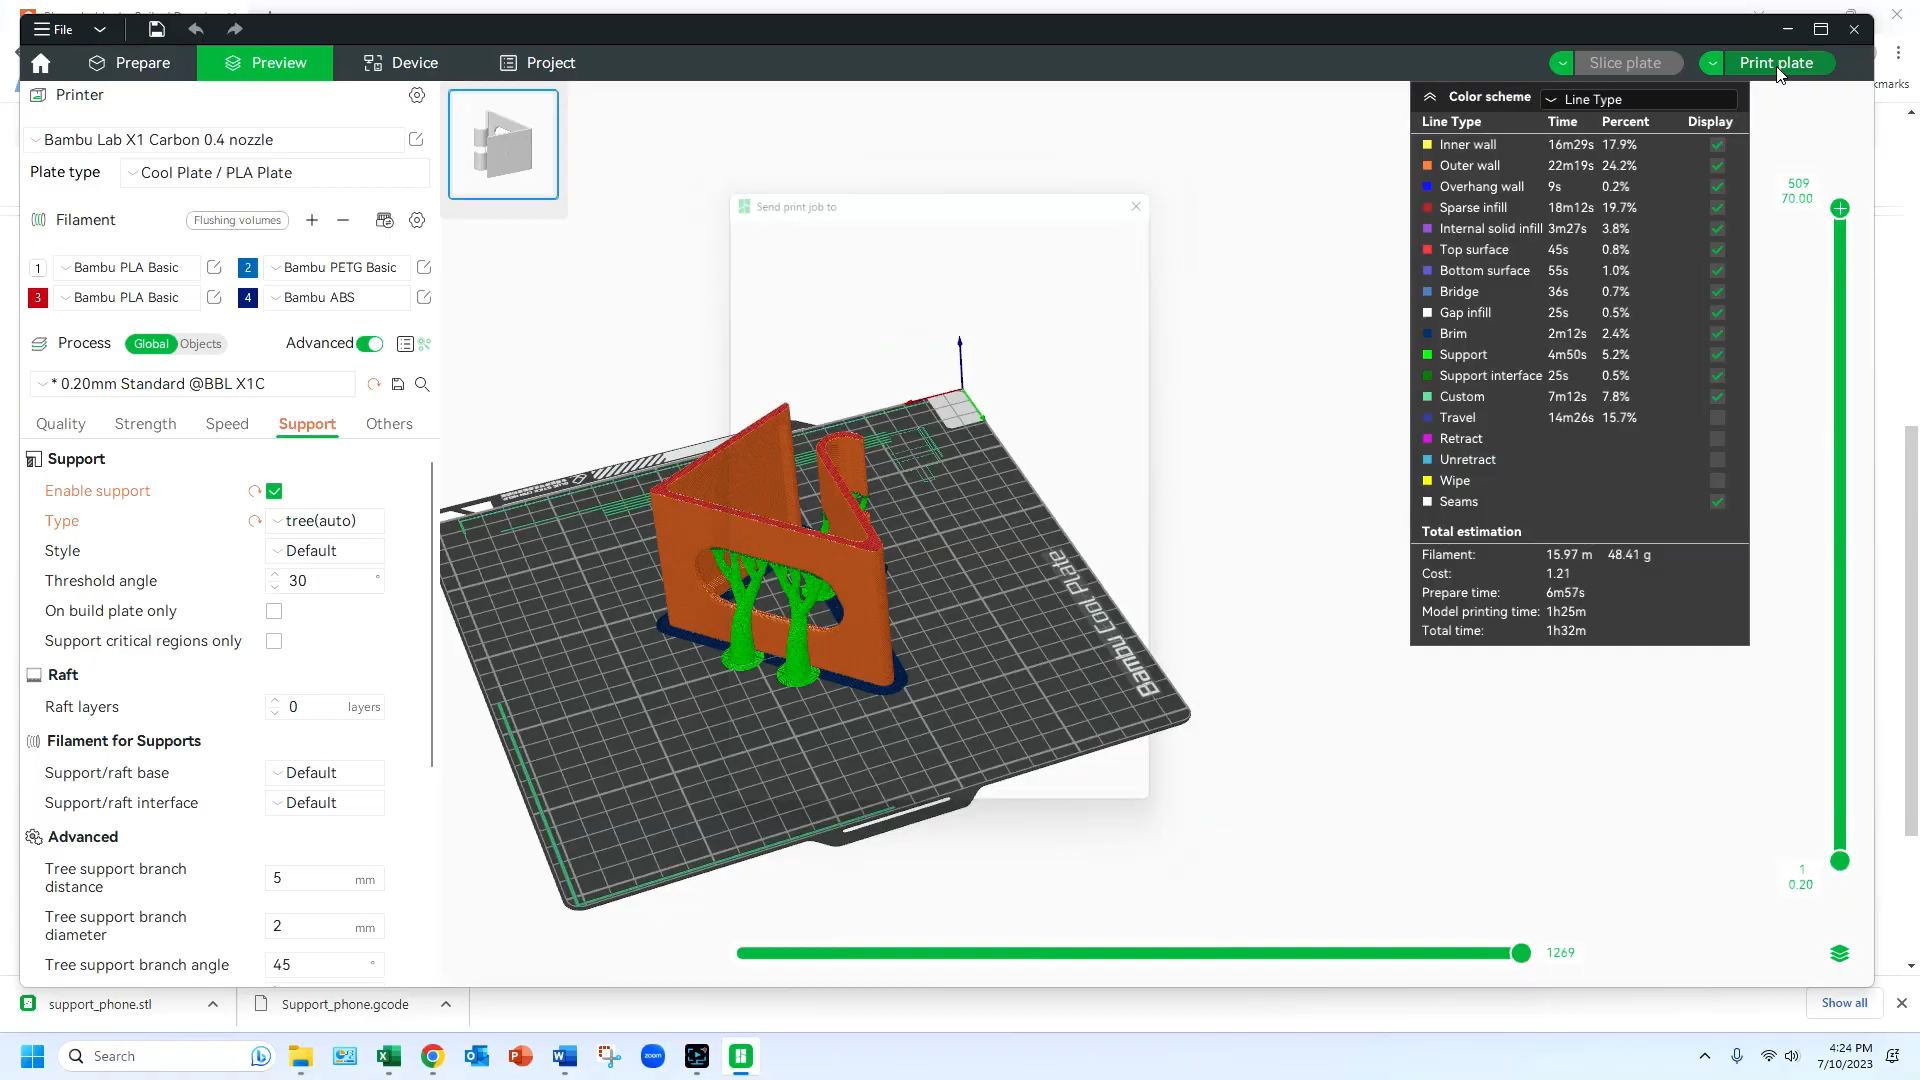 File
Prepare
Preview
Device
Project
Slice plate
Print plate
Printer
Bambu Lab X1 Carbon 0.4 nozzle
Plate type
Cool Plate / PLA Plate
Filament
Flushing volumes
1
Bambu PLA Basic
2
Bambu PETG Basic
3
Bambu PLA Basic
4
Bambu ABS
Process
Global
Objects
Advanced
* 0.20mm Standard @BBL X1C
Quality
Strength
Speed
Support
Others
Support
Enable support
Type
tree(auto)
Style
Default
Threshold angle
30
°
On build plate only
Support critical regions only
Raft
Raft layers
0
layers
Filament for Supports
Support/raft base
Default
Support/raft interface
Default
Advanced
Tree support branch
distance
5
mm
Tree support branch
diameter
2
mm
Tree support branch angle
45
°
Send print job to
Bambu Cool Plate
Color scheme
Line Type
Line Type Time Percent Display
Inner wall 16m29s 17.9%
Outer wall 22m19s 24.2%
Overhang wall 9s 0.2%
Sparse infill 18m12s 19.7%
Internal solid infill 3m27s 3.8%
Top surface 45s 0.8%
Bottom surface 55s 1.0%
Bridge 36s 0.7%
Gap infill 25s 0.5%
Brim 2m12s 2.4%
Support 4m50s 5.2%
Support interface 25s 0.5%
Custom 7m12s 7.8%
Travel 14m26s 15.7%
Retract
Unretract
Wipe
Seams
Total estimation
Filament: 15.97 m 48.41 g
Cost: 1.21
Prepare time: 6m57s
Model printing time: 1h25m
Total time: 1h32m
509
70.00
1
0.20
1269
kmarks
support_phone.stl
Support_phone.gcode
Show all
Search
zoom
4:24 PM
7/10/2023